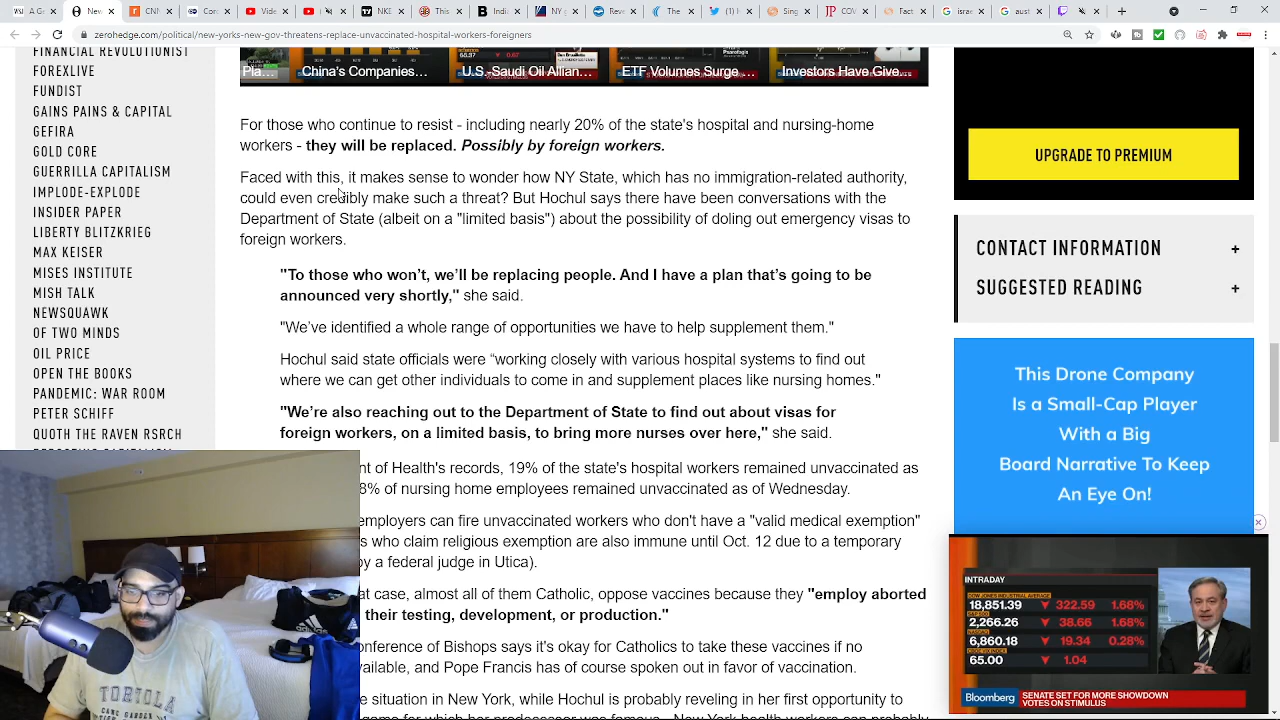 zerohedge.com/political/new-yorks-new-gov-threatens-replace-unvaccinated-hospital-workers-foreigners
FINANCIAL REVOLUTIONIST
FOREXLIVE
FUNDIST
GAINS PAINS & CAPITAL
GEFIRA
GOLD CORE
GUERRILLA CAPITALISM
IMPLODE-EXPLODE
INSIDER PAPER
LIBERTY BLITZKRIEG
MAX KEISER
MISES INSTITUTE
MISH TALK
NEWSQUAWK
OF TWO MINDS
OIL PRICE
OPEN THE BOOKS
PANDEMIC: WAR ROOM
PETER SCHIFF
QUOTH THE RAVEN RSRCH
Pla...
China's Companies...
U.S.-Saudi Oil Allian...
ETF Volumes Surge...
Investors Have Give...
For those who continue to resist - including nearly 20% of the state's hospital and nursing-home
workers - they will be replaced. Possibly by foreign workers.
Faced with this, it makes sense to wonder how NY State, which has no immigration-related authority,
could even credibly make such a threat? But Hochul says there have been conversations with the
Department of State (albeit on a "limited basis") about the possibility of doling out emergency visas to
foreign workers.
"To those who won't, we'll be replacing people. And I have a plan that's going to be
announced very shortly," she said.
"We've identified a whole range of opportunities we have to help supplement them."
Hochul said state officials were "working closely with various hospital systems to find out
where we can get other individuals to come in and supplement places like nursing homes."
"We're also reaching out to the Department of State to find out about visas for
foreign workers, on a limited basis, to bring more nurses over here," she said.
nt of Health's records, 19% of the state's hospital workers remained unvaccinated as
8% of nursing home employees remained unvaccinated as of Wednesday.
employers can fire unvaccinated workers who don't have a "valid medical exemption"
s who claim religious exemption are also immune until Oct. 12 due to a temporary
y a federal judge in Utica).
at case, almost all of them Catholic, oppose vaccines because they "employ aborted
their testing, development, or production."
onference of Bishops says it's okay for Catholics to take these vaccines if no
ailable, and Pope Francis has of course spoken out in favor of vaccination.
e situation in New York, while Hochul is probably reveling in her first opportunity to
UPGRADE TO PREMIUM
CONTACT INFORMATION +
SUGGESTED READING +
This Drone Company
Is a Small-Cap Player
With a Big
Board Narrative To Keep
An Eye On!
INTRADAY
DOW JONES INDUSTRIAL AVERAGE
18,851.39 322.59 1.68%
S&P 500
2,266.26 38.66 1.68%
NASDAQ
6,860.18 19.34 0.28%
CBOE VIX INDEX
65.00 1.04
Bloomberg
SENATE SET FOR MORE SHOWDOWN
VOTES ON STIMULUS
TORTOLA